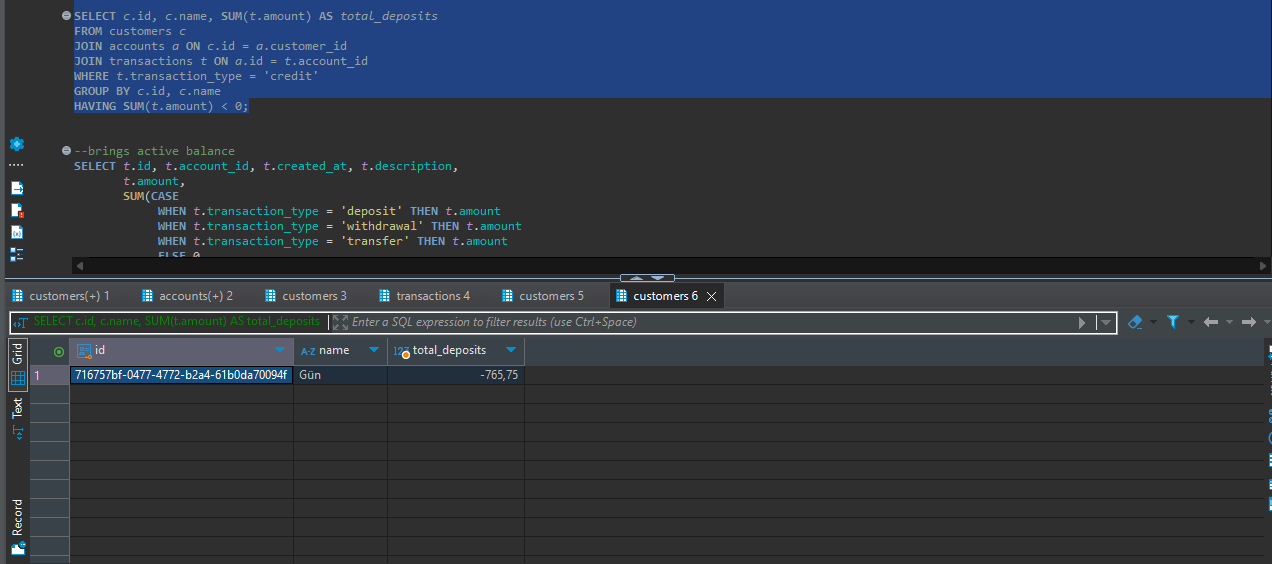 SELECT c.id, c.name, SUM(t.amount) AS total_deposits
FROM customers c
JOIN accounts a ON c.id = a.customer_id
JOIN transactions t ON a.id = t.account_id
WHERE t.transaction_type = 'credit'
GROUP BY c.id, c.name
HAVING SUM(t.amount) < 0;
--brings active balance
SELECT t.id, t.account_id, t.created_at, t.description,
t.amount,
SUM(CASE
WHEN t.transaction_type = 'deposit' THEN t.amount
WHEN t.transaction_type = 'withdrawal' THEN t.amount
WHEN t.transaction_type = 'transfer' THEN t.amount
ELSE 0
customers(+) 1 accounts(+) 2 customers 3 transactions 4 customers 5 customers 6
SELECT c.id, c.name, SUM(t.amount) AS total_deposits Enter a SQL expression to filter results (use Ctrl+Space)
Grid
Text
Record
id A-Z name 123 total_deposits
1 716757bf-0477-4772-b2a4-61b0da70094f Gün -765,75